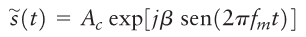 s̃(t) = A_c exp[jβ sen(2πf_m t)]